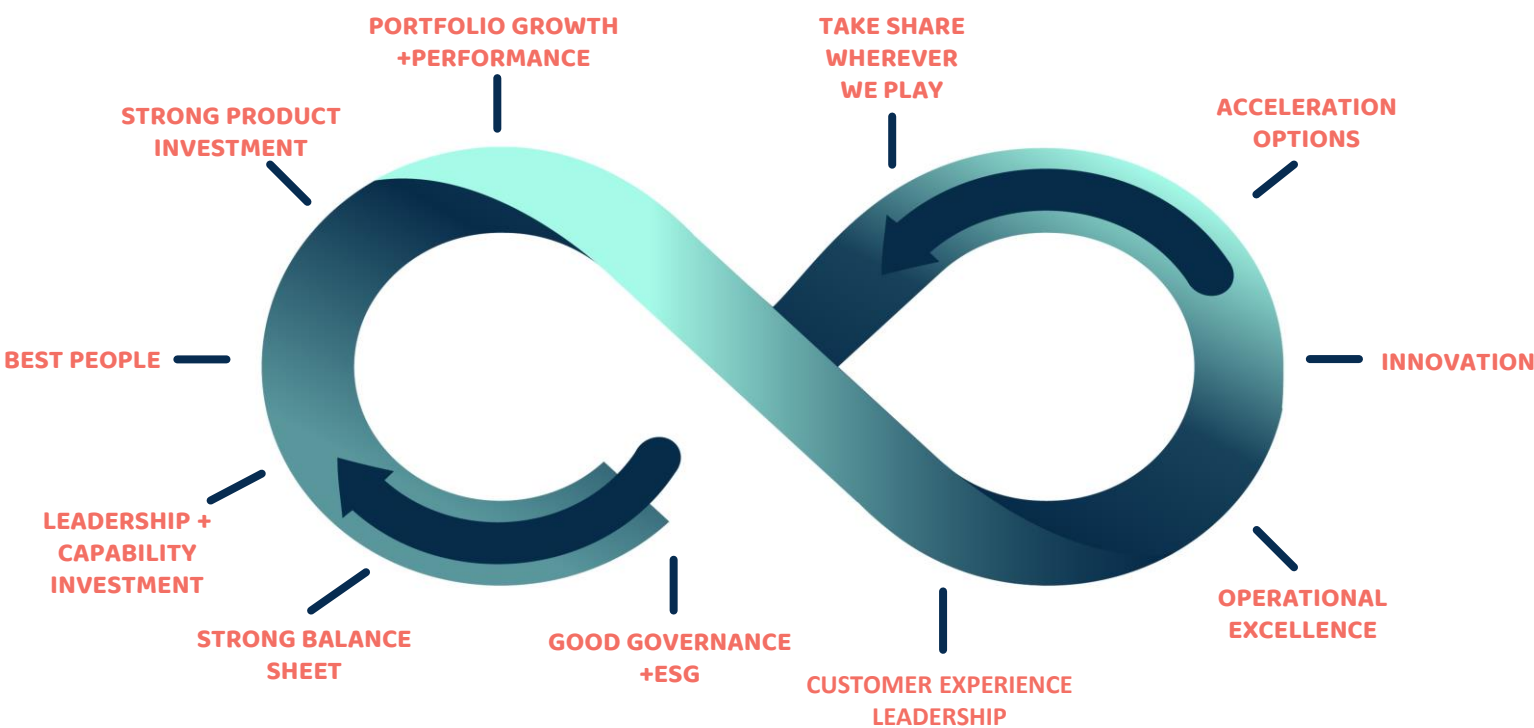 PORTFOLIO GROWTH
+PERFORMANCE
TAKE SHARE
WHEREVER
WE PLAY
STRONG PRODUCT
INVESTMENT
ACCELERATION
OPTIONS
BEST PEOPLE
INNOVATION
LEADERSHIP +
CAPABILITY
INVESTMENT
STRONG BALANCE
SHEET
GOOD GOVERNANCE
+ESG
CUSTOMER EXPERIENCE
LEADERSHIP
OPERATIONAL
EXCELLENCE